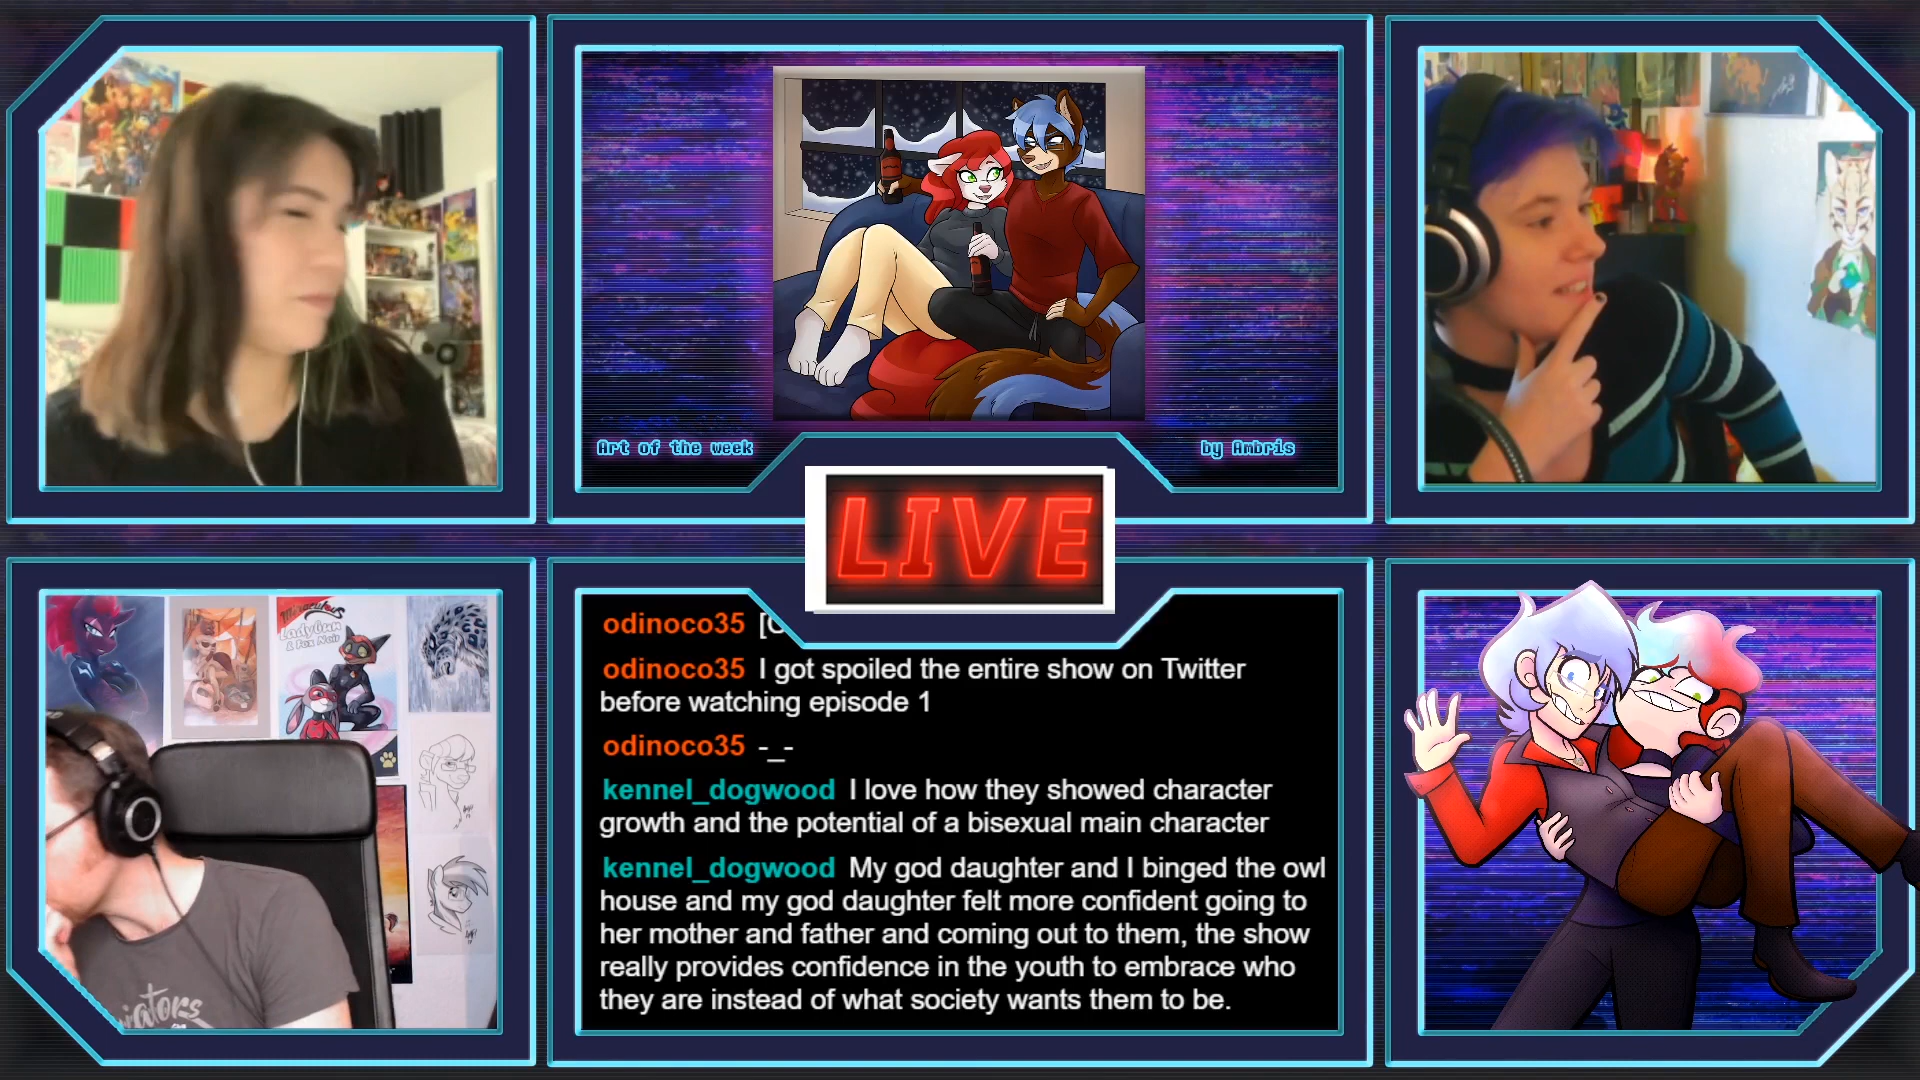 Art of the week
by Ambris
LIVE
Miraculous
LadyBun
& Fox Noir
odinoco35 [
odinoco35 I got spoiled the entire show on Twitter
before watching episode 1
odinoco35 -_-
kennel_dogwood I love how they showed character
growth and the potential of a bisexual main character
kennel_dogwood My god daughter and I binged the owl
house and my god daughter felt more confident going to
her mother and father and coming out to them, the show
really provides confidence in the youth to embrace who
they are instead of what society wants them to be.